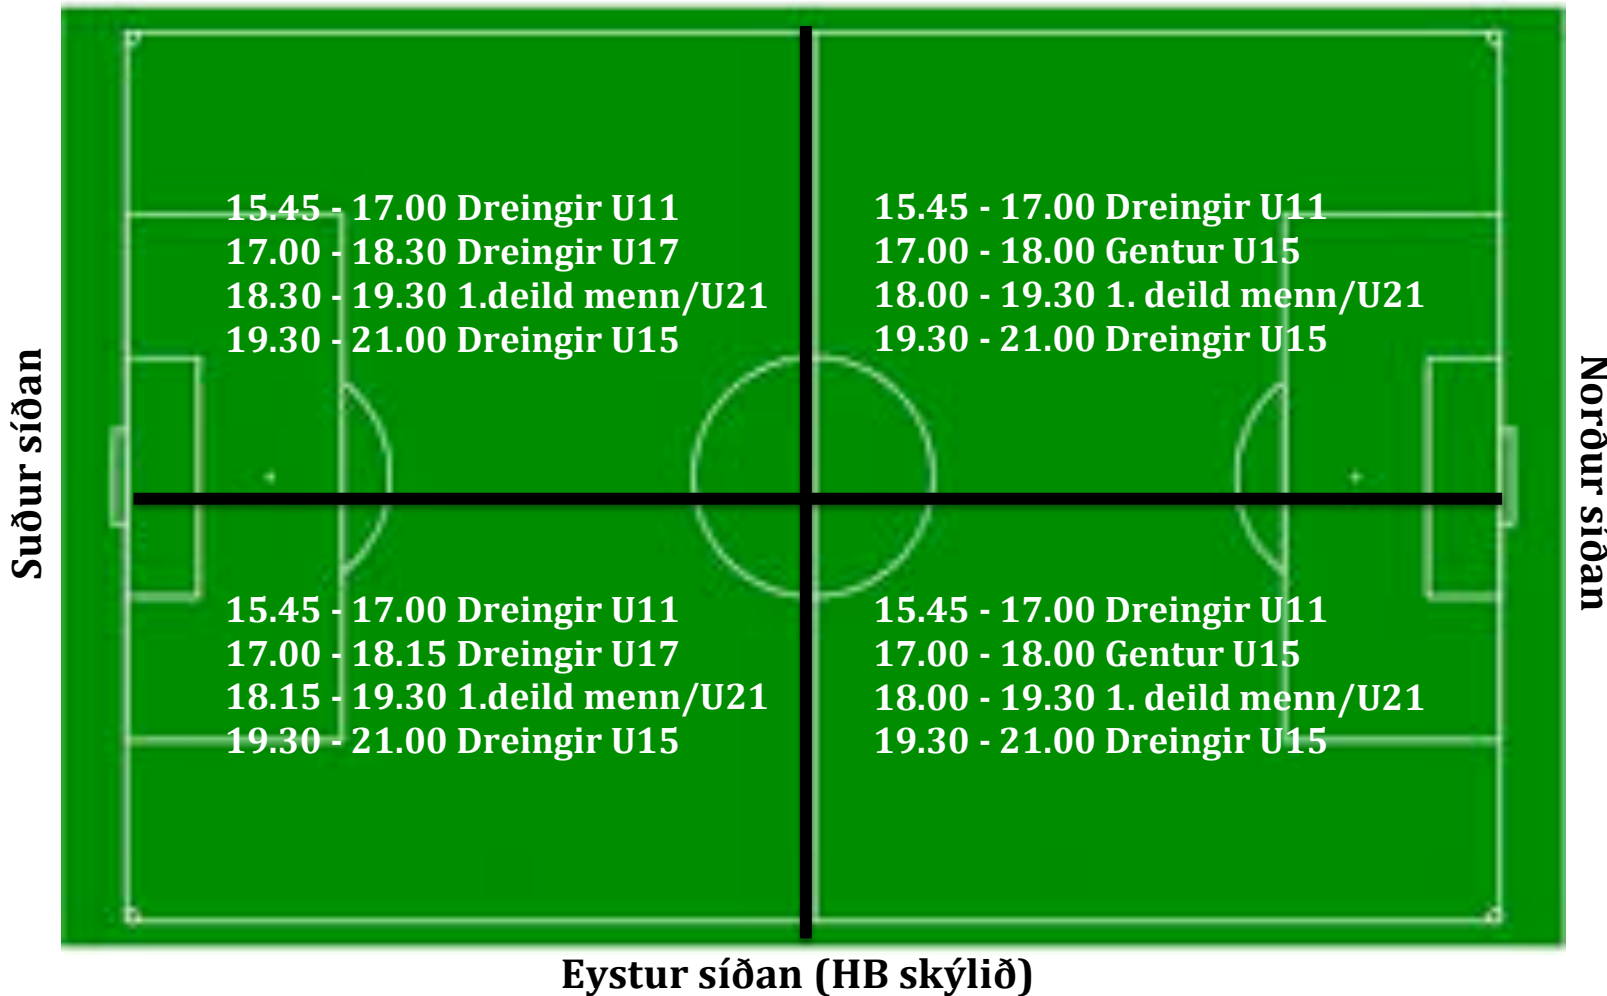 15.45 - 17.00 Dreingir U11
17.00 - 18.30 Dreingir U17
18.30 - 19.30 1.deild menn/U21
19.30 - 21.00 Dreingir U15
15.45 - 17.00 Dreingir U11
17.00 - 18.00 Gentur U15
18.00 - 19.30 1. deild menn/U21
19.30 - 21.00 Dreingir U15
Suður síðan
Norður síðan
15.45 - 17.00 Dreingir U11
17.00 - 18.15 Dreingir U17
18.15 - 19.30 1.deild menn/U21
19.30 - 21.00 Dreingir U15
15.45 - 17.00 Dreingir U11
17.00 - 18.00 Gentur U15
18.00 - 19.30 1. deild menn/U21
19.30 - 21.00 Dreingir U15
Eystur síðan (HB skýlið)